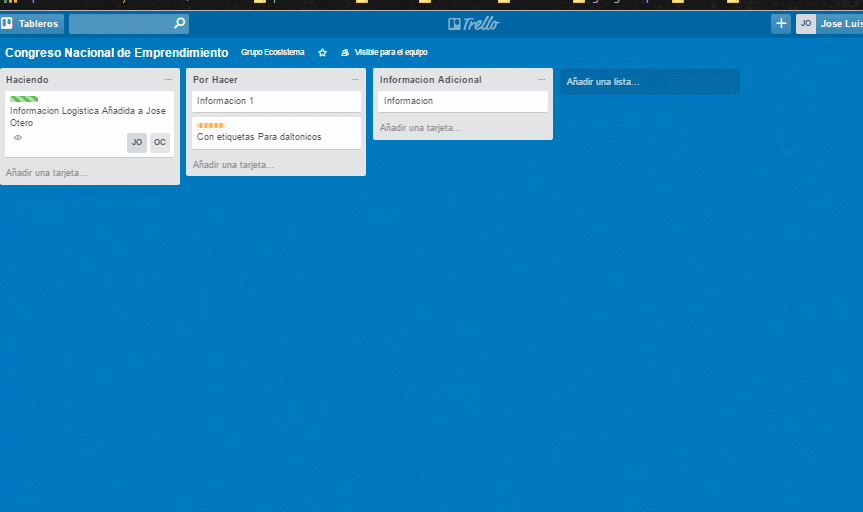 Tableros
Trello
JO
Jose Luis
Congreso Nacional de Emprendimiento
Grupo Ecosistema
Visible para el equipo
Haciendo
Informacion Logistica Añadida a Jose
Otero
JO
OC
Añadir una tarjeta...
Por Hacer
Informacion 1
Con etiquetas Para daltonicos
Añadir una tarjeta...
Informacion Adicional
Informacion
Añadir una tarjeta...
Añadir una lista...